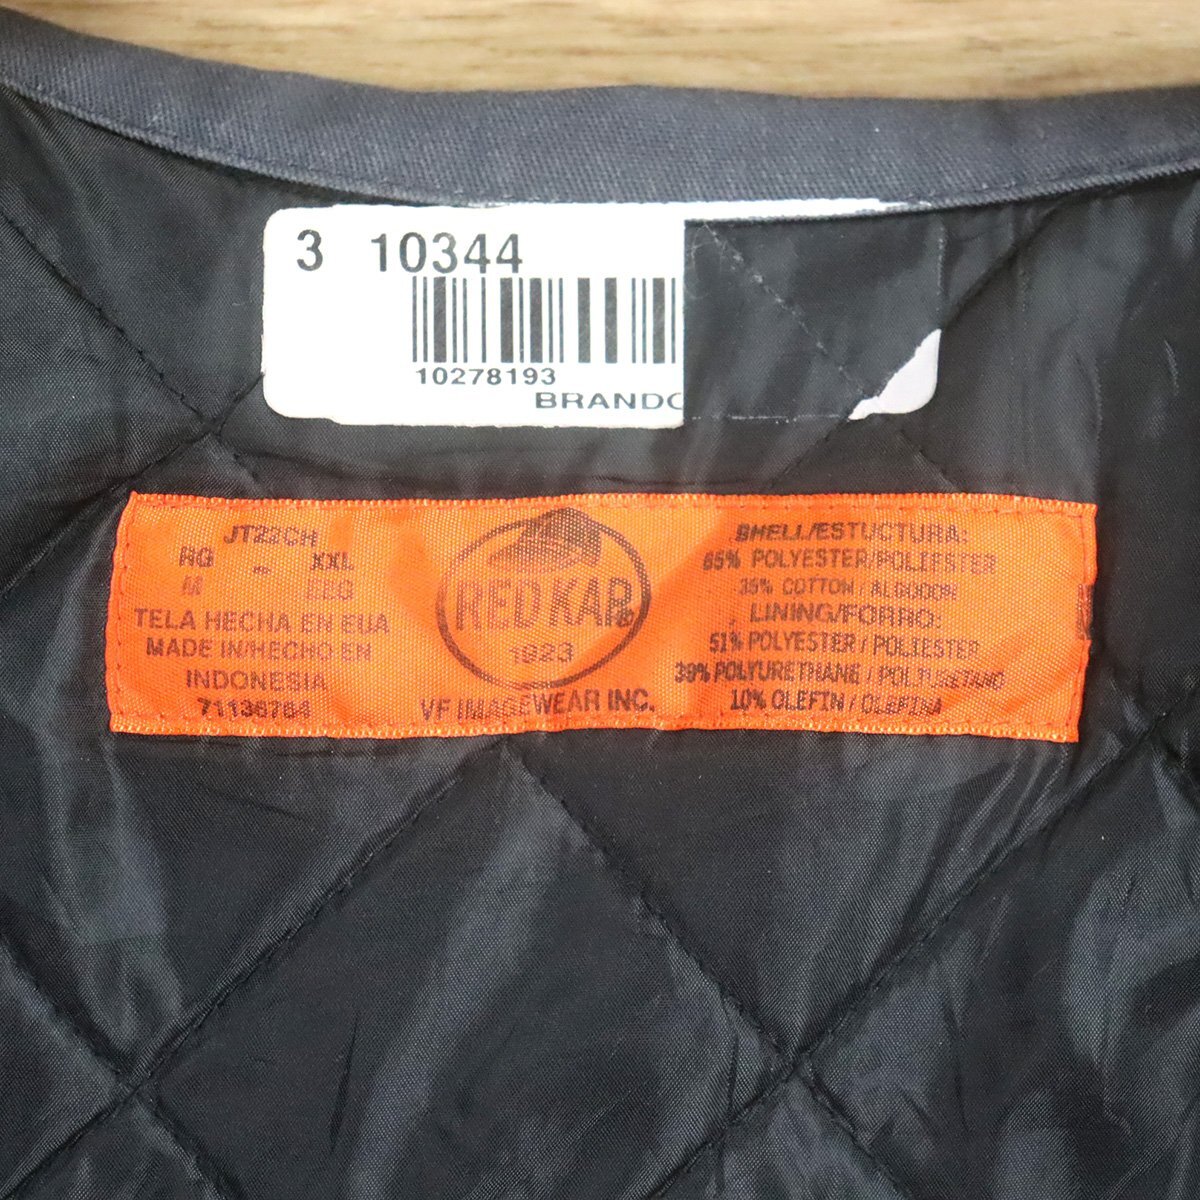 3 10344
10278193
BRANDO
JT22CH
RG - XXL
M EEG
TELA HECHA EN EUA
MADE IN/HECHO EN
INDONESIA
71136764
RED KAP®
1923
VF IMAGEWEAR INC.
SHELL/ESTUCTURA:
65% POLYESTER/POLIESTER
35% COTTON / ALGODON
LINING/FORRO:
51% POLYESTER / POLIESTER
39% POLYURETHANE / POLIURETANO
10% OLEFIN / OLEFINA